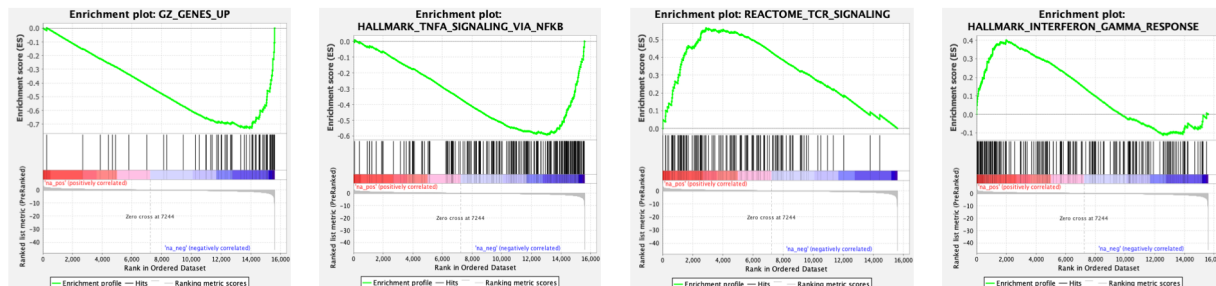 Enrichment plot: GZ_GENES_UP
Enrichment score (ES)
0.0
-0.1
-0.2
-0.3
-0.4
-0.5
-0.6
-0.7
'na_pos' (positively correlated)
Ranked list metric (PreRanked)
0
-10
-20
-30
-40
Zero cross at 7244
'na_neg' (negatively correlated)
0 2,000 4,000 6,000 8,000 10,000 12,000 14,000 16,000
Rank in Ordered Dataset
Enrichment profile Hits Ranking metric scores
Enrichment plot:
HALLMARK_TNFA_SIGNALING_VIA_NFKB
Enrichment score (ES)
0.0
-0.1
-0.2
-0.3
-0.4
-0.5
-0.6
'na_pos' (positively correlated)
Ranked list metric (PreRanked)
0
-10
-20
-30
-40
Zero cross at 7244
'na_neg' (negatively correlated)
0 2,000 4,000 6,000 8,000 10,000 12,000 14,000 16,000
Rank in Ordered Dataset
Enrichment profile Hits Ranking metric scores
Enrichment plot: REACTOME_TCR_SIGNALING
Enrichment score (ES)
0.5
0.4
0.3
0.2
0.1
0.0
'na_pos' (positively correlated)
Ranked list metric (PreRanked)
0
-10
-20
-30
-40
Zero cross at 7244
'na_neg' (negatively correlated)
0 2,000 4,000 6,000 8,000 10,000 12,000 14,000 16,000
Rank in Ordered Dataset
Enrichment profile Hits Ranking metric scores
Enrichment plot:
HALLMARK_INTERFERON_GAMMA_RESPONSE
Enrichment score (ES)
0.4
0.3
0.2
0.1
0.0
-0.1
'na_pos' (positively correlated)
Ranked list metric (PreRanked)
0
-10
-20
-30
-40
Zero cross at 7244
'na_neg' (negatively correlated)
0 2,000 4,000 6,000 8,000 10,000 12,000 14,000 16,000
Rank in Ordered Dataset
Enrichment profile Hits Ranking metric scores